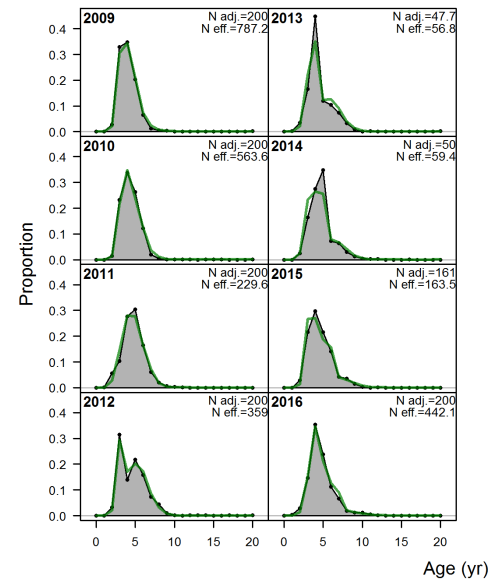 2009 N adj.=200 2013 N adj.=47.7
N eff.=787.2 N eff.=56.8
0.4
0.3
0.2
0.1
0.0
2010 N adj.=200 2014 N adj.=50
N eff.=563.6 N eff.=59.4
0.4
0.3
0.2
0.1
0.0
Proportion
2011 N adj.=200 2015 N adj.=161
N eff.=229.6 N eff.=163.5
0.4
0.3
0.2
0.1
0.0
2012 N adj.=200 2016 N adj.=200
N eff.=359 N eff.=442.1
0.4
0.3
0.2
0.1
0.0
0 5 10 15 20 0 5 10 15 20
Age (yr)